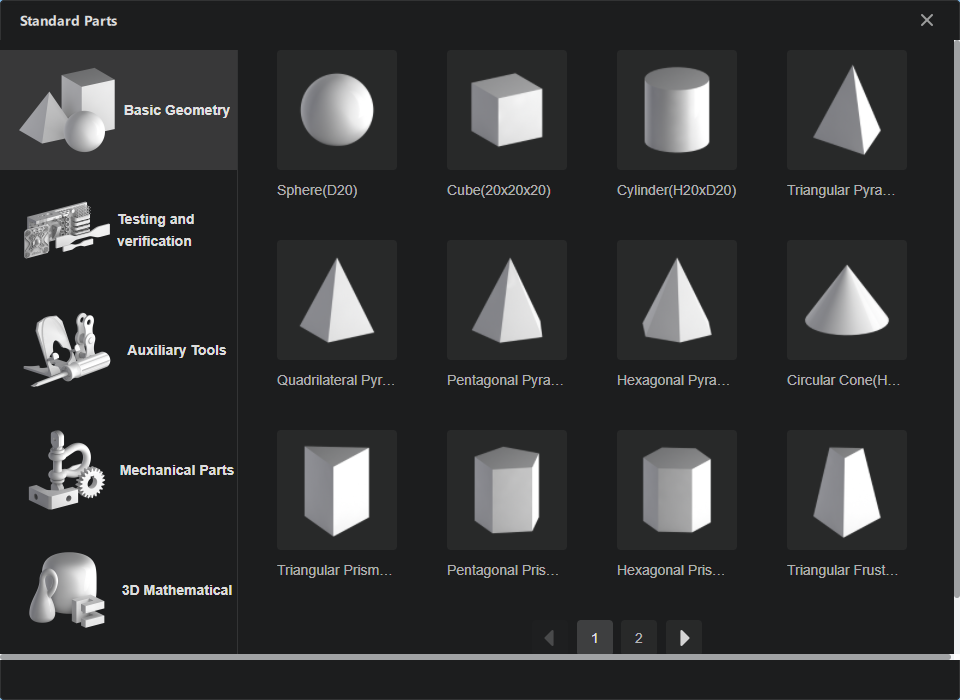 Standard Parts
Basic Geometry
Testing and
verification
Auxiliary Tools
Mechanical Parts
3D Mathematical
Sphere(D20)
Cube(20x20x20)
Cylinder(H20xD20)
Triangular Pyra...
Quadrilateral Pyr...
Pentagonal Pyra...
Hexagonal Pyra...
Circular Cone(H...
Triangular Prism...
Pentagonal Pris...
Hexagonal Pris...
Triangular Frust...
1
2